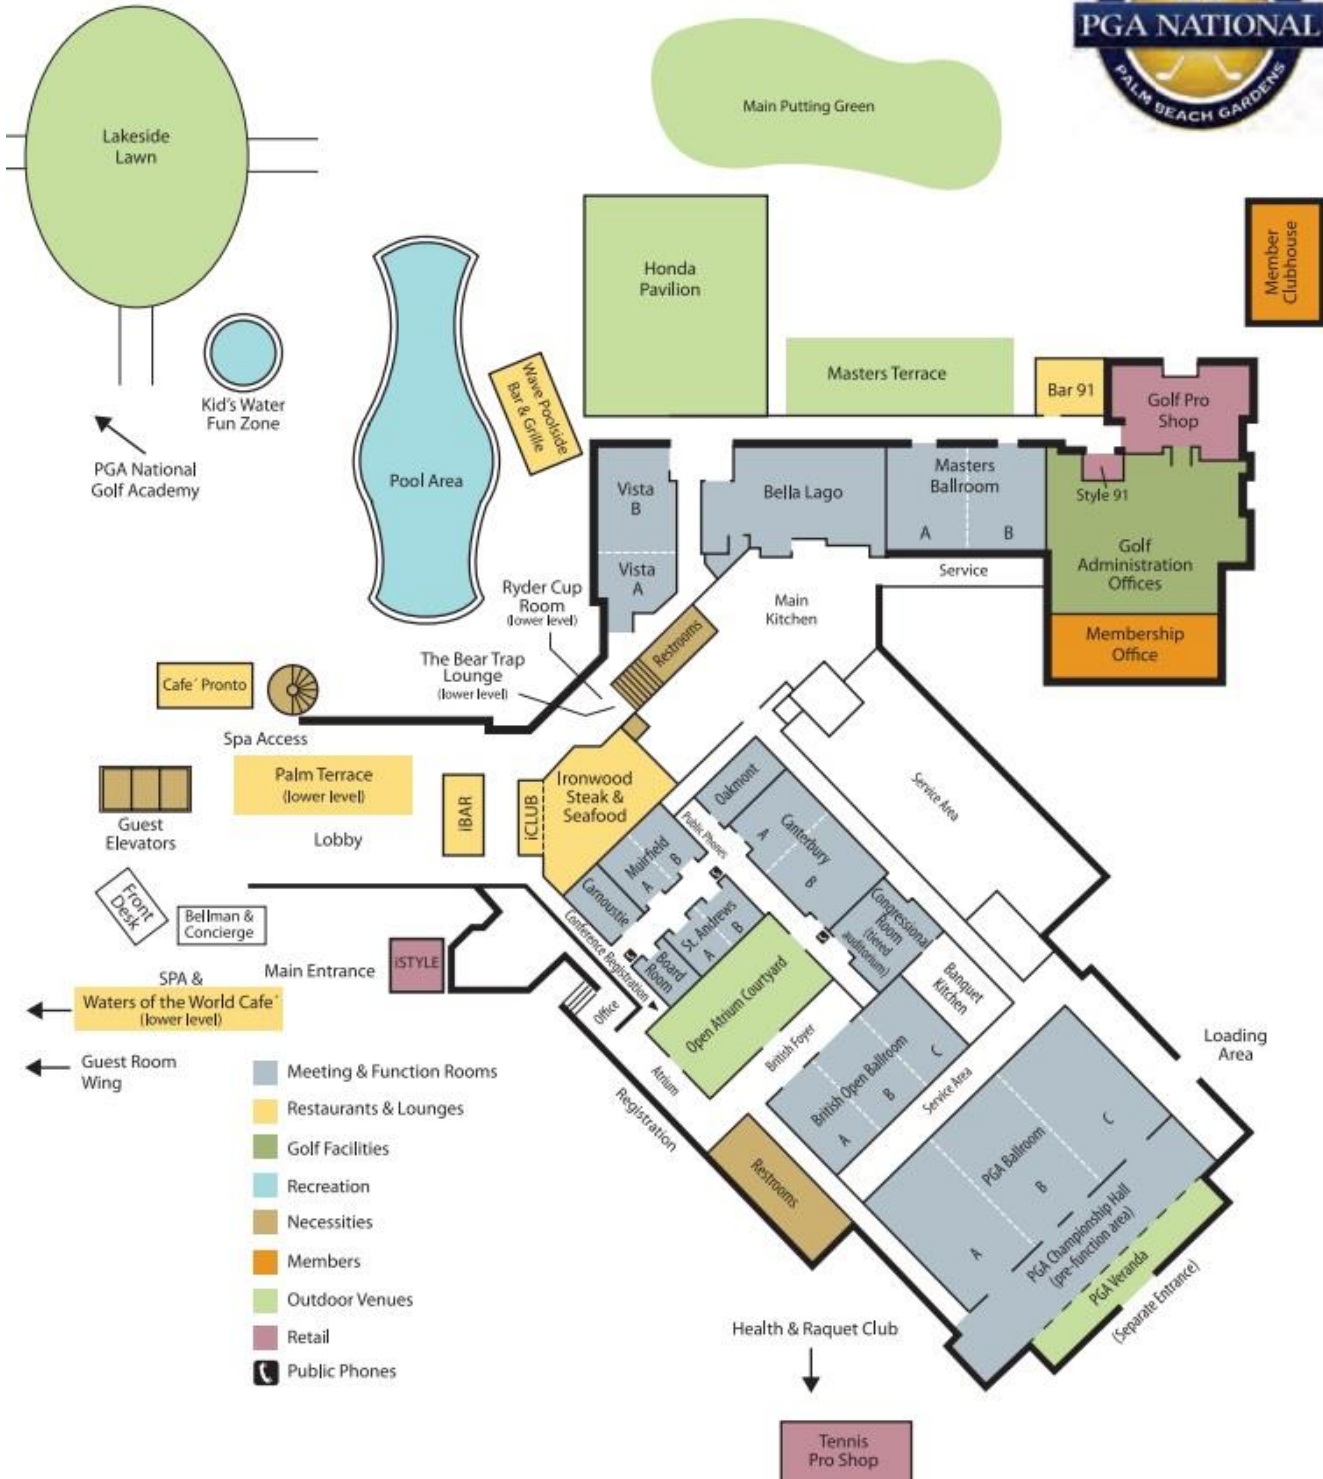 PGA NATIONAL
PALM BEACH GARDENS
Main Putting Green
Lakeside
Lawn
Member
Clubhouse
Honda
Pavilion
Masters Terrace
Bar 91
Golf Pro
Shop
Kid's Water
Fun Zone
Wave Poolside
Bar & Grille
PGA National
Golf Academy
Pool Area
Vista
B
Vista
A
Bella Lago
Masters
Ballroom
A
B
Style 91
Golf
Administration
Offices
Service
Main
Kitchen
Membership
Office
Ryder Cup
Room
(lower level)
Restrooms
The Bear Trap
Lounge
(lower level)
Cafe´ Pronto
Spa Access
Palm Terrace
(lower level)
Guest
Elevators
Lobby
iBAR
iCLUB
Ironwood
Steak &
Seafood
Oakmont
Public Phones
Canterbury
A
B
Service Area
Muirfield
A
B
Carnoustie
St. Andrews
A
B
Board
Room
Conference Registration
Congressional
Room
(tiered
auditorium)
Front
Desk
Bellman &
Concierge
Main Entrance
iSTYLE
SPA &
Waters of the World Cafe´
(lower level)
Guest Room
Wing
Office
Open Atrium Courtyard
Atrium
British Foyer
Banquet
Kitchen
British Open Ballroom
A
B
C
Service Area
Loading
Area
Registration
Restrooms
PGA Ballroom
A
B
C
PGA Championship Hall
(pre-function area)
PGA Veranda
(Separate Entrance)
Meeting & Function Rooms
Restaurants & Lounges
Golf Facilities
Recreation
Necessities
Members
Outdoor Venues
Retail
Public Phones
Health & Raquet Club
Tennis
Pro Shop